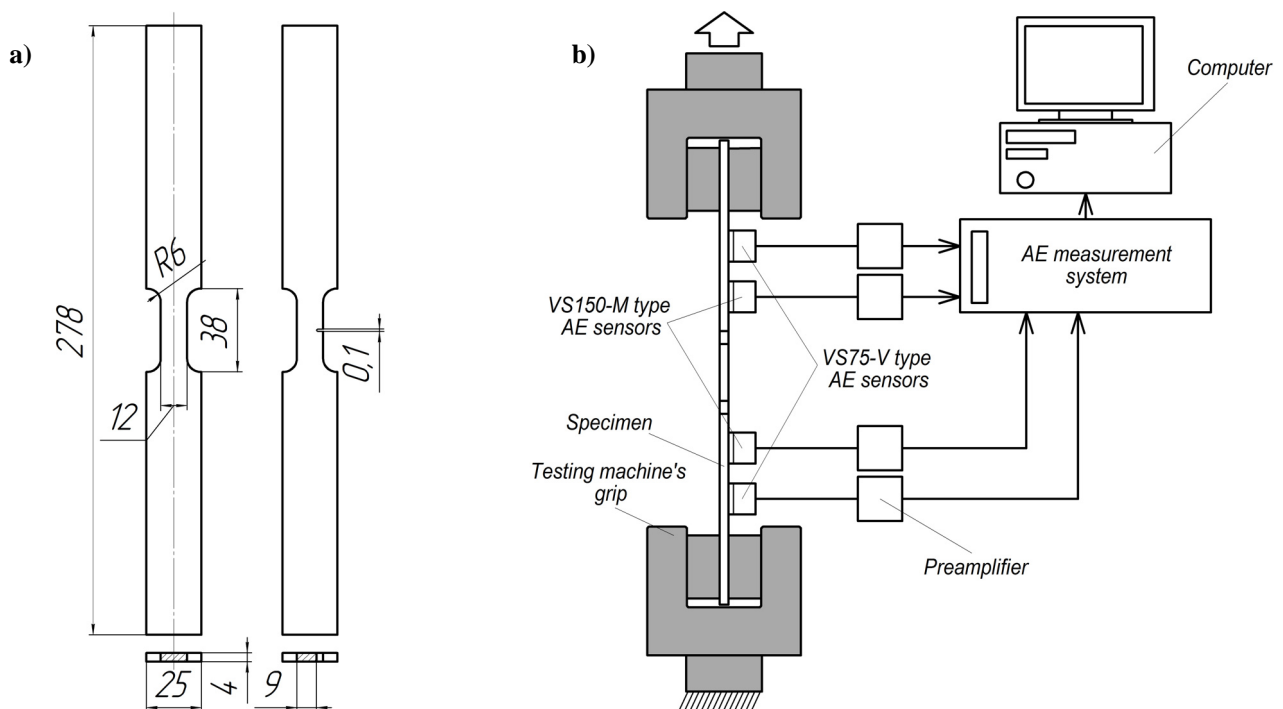 a)
278
R6
38
0,1
12
25
4
9
b)
Computer
AE measurement
system
VS150-M type
AE sensors
VS75-V type
AE sensors
Specimen
Testing machine's
grip
Preamplifier